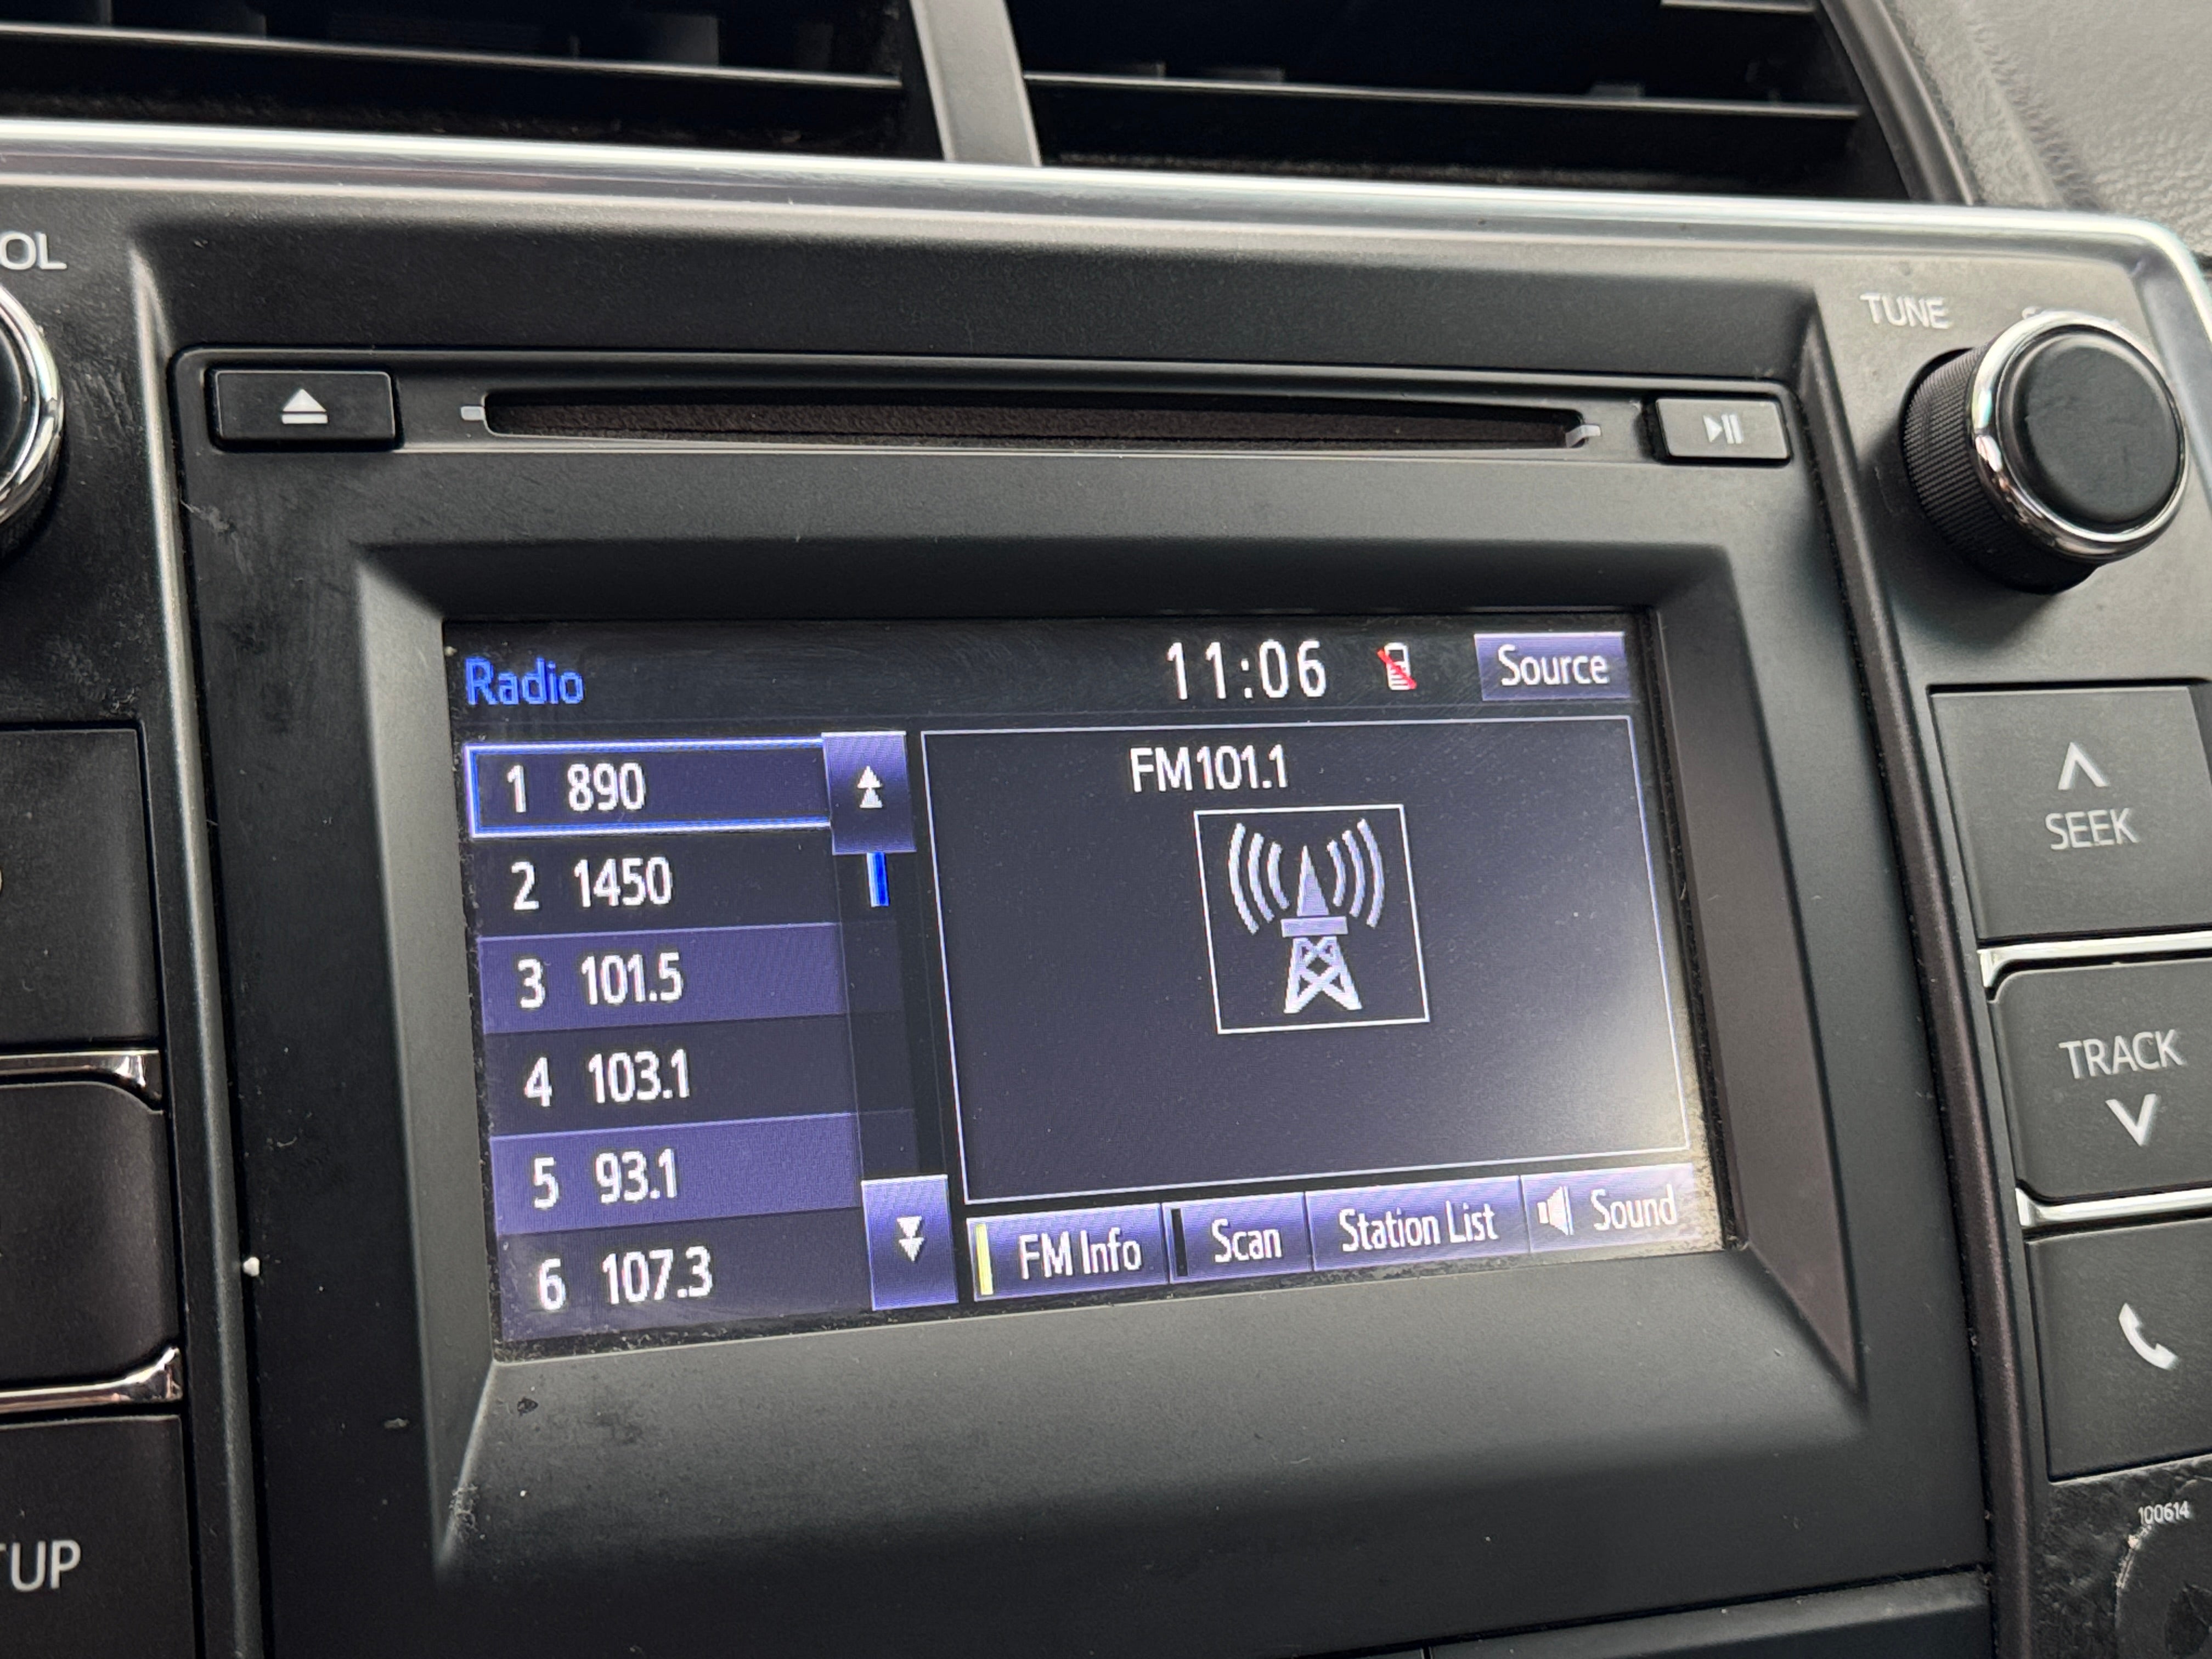 OL
TUNE
Radio 11:06 Source
1 890
2 1450
3 101.5
4 103.1
5 93.1
6 107.3
FM101.1
FM Info Scan Station List Sound
SEEK
TRACK
100614
TUP